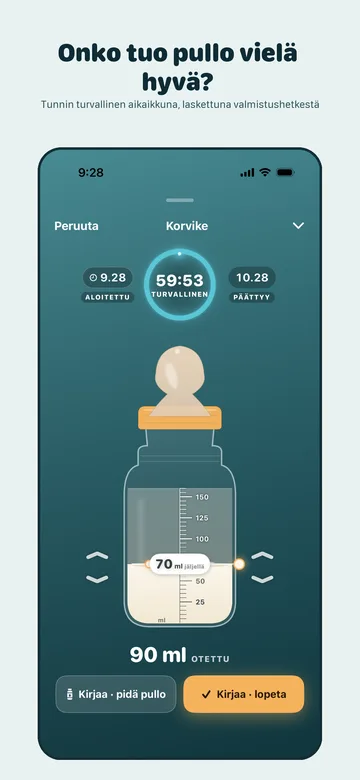 Onko tuo pullo vielä
hyvä?
Tunnin turvallinen aikaikkuna, laskettuna valmistushetkestä
9:28
Peruuta
Korvike
9.28
ALOITETTU
59:53
TURVALLINEN
10.28
PÄÄTTYY
150
125
100
70 ml jäljellä
50
25
ml
90 ml OTETTU
Kirjaa · pidä pullo
Kirjaa · lopeta